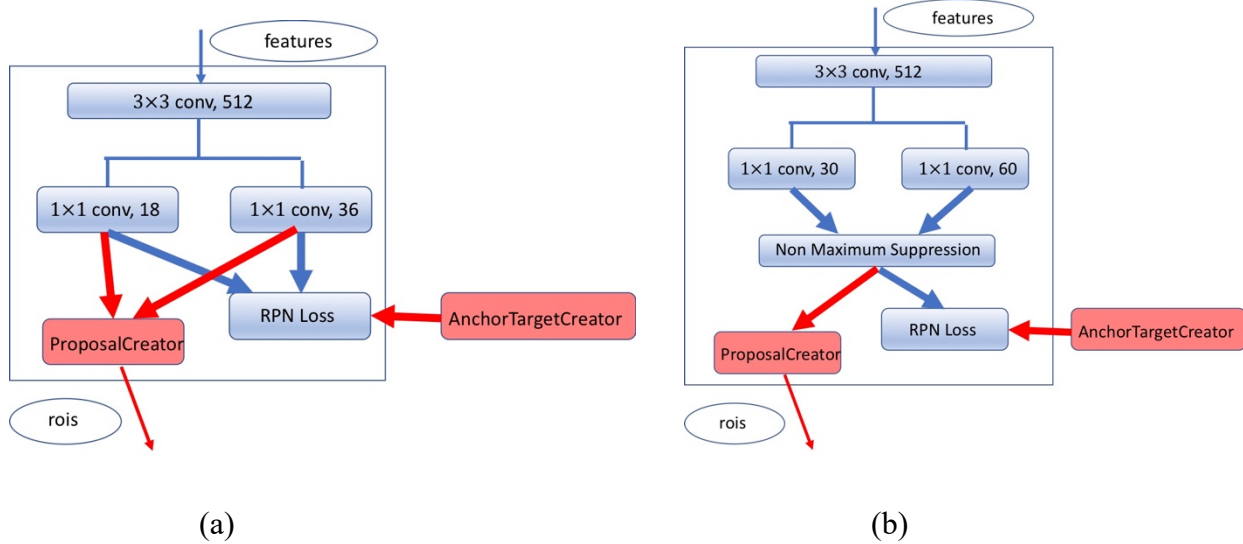 features
3×3 conv, 512
1×1 conv, 18
1×1 conv, 36
RPN Loss
AnchorTargetCreator
ProposalCreator
rois
(a)
features
3×3 conv, 512
1×1 conv, 30
1×1 conv, 60
Non Maximum Suppression
RPN Loss
AnchorTargetCreator
ProposalCreator
rois
(b)